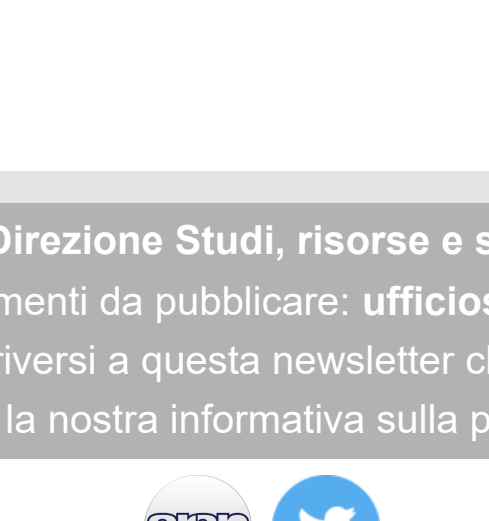 Direzione Studi, risorse e s
menti da pubblicare: ufficios
riversi a questa newsletter c
la nostra informativa sulla p